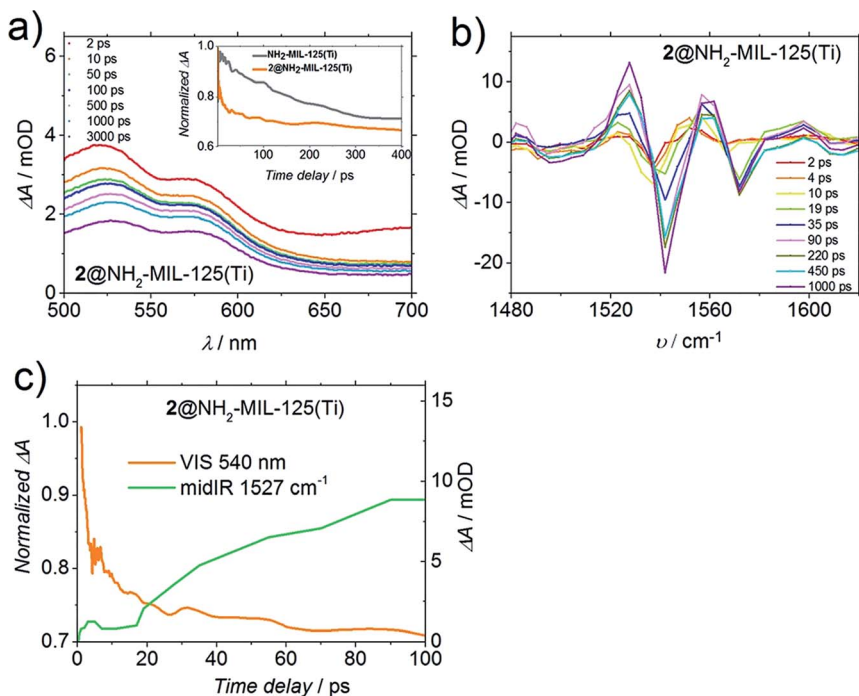 a)
6
4
2
0
ΔA / mOD
2 ps
10 ps
50 ps
100 ps
500 ps
1000 ps
3000 ps
1.0
0.8
0.6
Normalized ΔA
NH2-MIL-125(Ti)
2@NH2-MIL-125(Ti)
100 200 300 400
Time delay / ps
2@NH2-MIL-125(Ti)
500 550 600 650 700
λ / nm
b)
2@NH2-MIL-125(Ti)
10
0
-10
-20
ΔA / mOD
2 ps
4 ps
10 ps
19 ps
35 ps
90 ps
220 ps
450 ps
1000 ps
1480 1520 1560 1600
υ / cm-1
c)
2@NH2-MIL-125(Ti)
1.0
0.9
0.8
0.7
Normalized ΔA
VIS 540 nm
midIR 1527 cm-1
15
10
5
0
ΔA / mOD
0 20 40 60 80 100
Time delay / ps